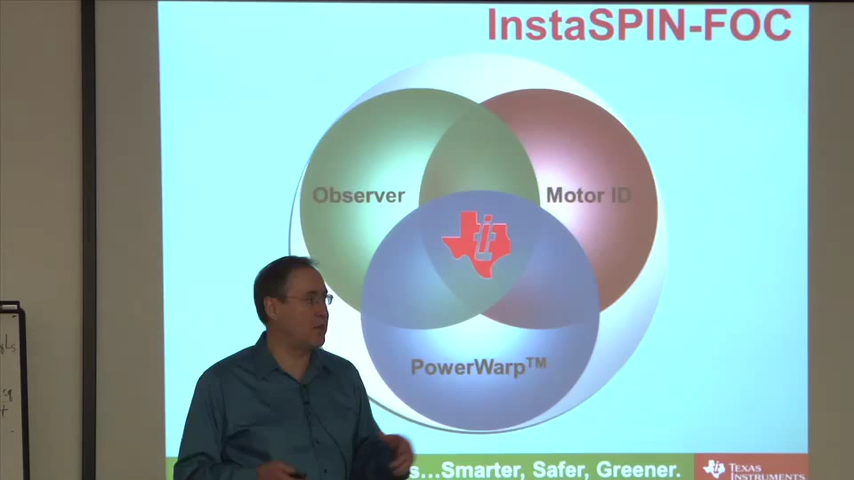 InstaSPIN-FOC
Observer
Motor ID
PowerWarp™
s...Smarter, Safer, Greener.
TEXAS
INSTRUMENTS